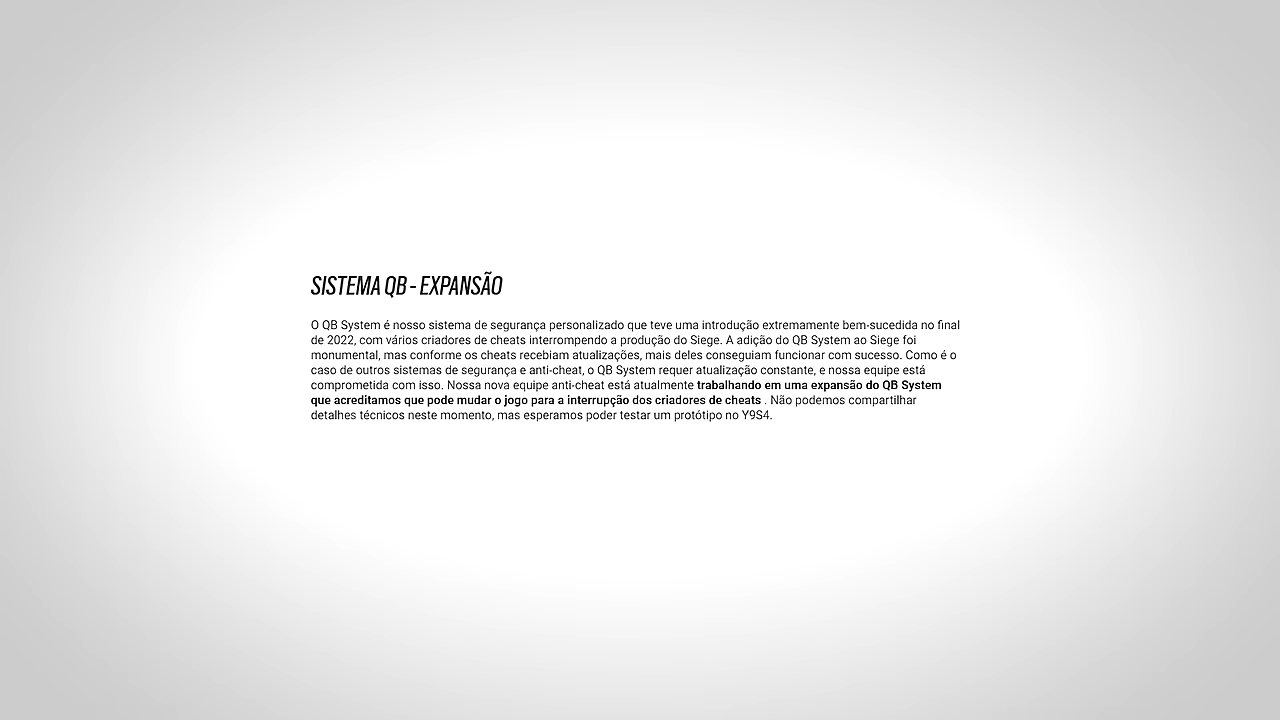 SISTEMA QB - EXPANSÃO
O QB System é nosso sistema de segurança personalizado que teve uma introdução extremamente bem-sucedida no final
de 2022, com vários criadores de cheats interrompendo a produção do Siege. A adição do QB System ao Siege foi
monumental, mas conforme os cheats recebiam atualizações, mais deles conseguiam funcionar com sucesso. Como é o
caso de outros sistemas de segurança e anti-cheat, o QB System requer atualização constante, e nossa equipe está
comprometida com isso. Nossa nova equipe anti-cheat está atualmente trabalhando em uma expansão do QB System
que acreditamos que pode mudar o jogo para a interrupção dos criadores de cheats . Não podemos compartilhar
detalhes técnicos neste momento, mas esperamos poder testar um protótipo no Y9S4.